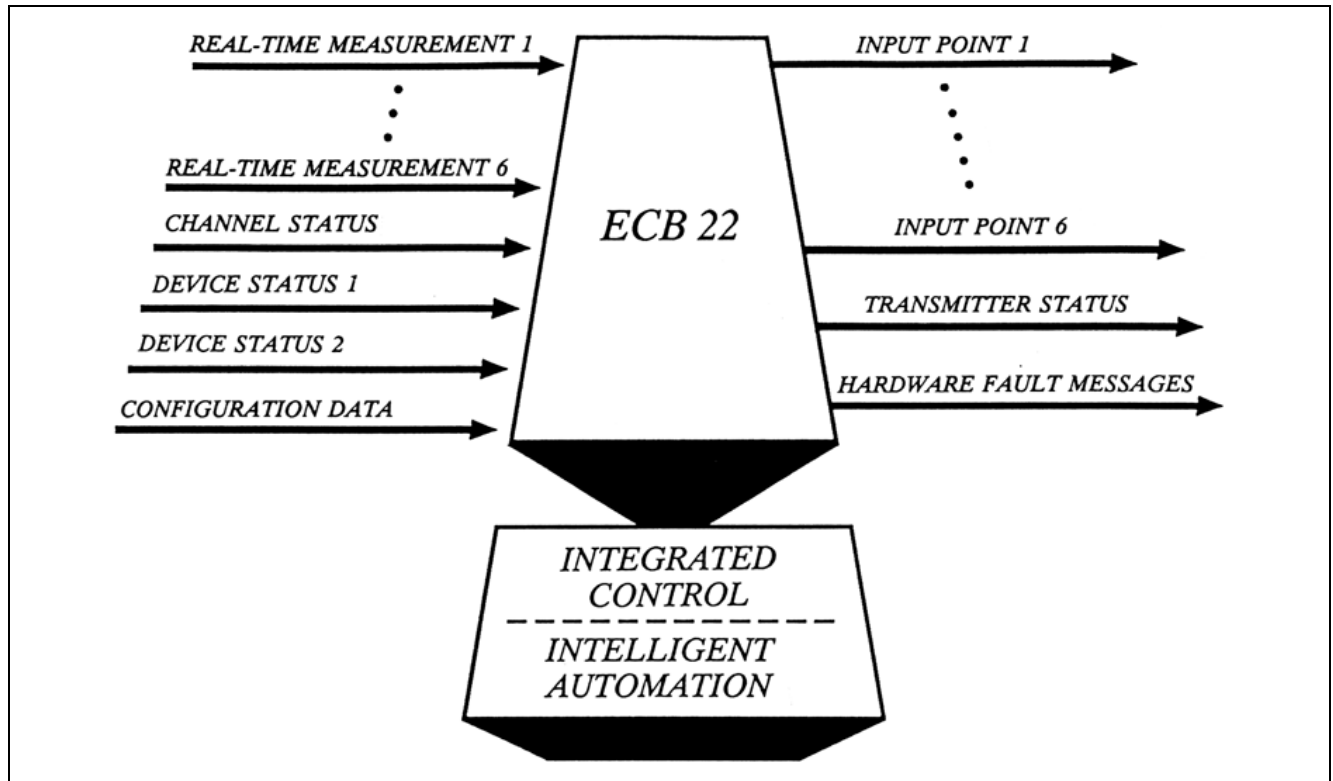 REAL-TIME MEASUREMENT 1
REAL-TIME MEASUREMENT 6
CHANNEL STATUS
DEVICE STATUS 1
DEVICE STATUS 2
CONFIGURATION DATA
ECB 22
INPUT POINT 1
INPUT POINT 6
TRANSMITTER STATUS
HARDWARE FAULT MESSAGES
INTEGRATED
CONTROL
INTELLIGENT
AUTOMATION